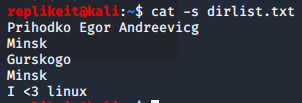 replikeit@kali:~$ cat -s dirlist.txt
Prihodko Egor Andreevicg
Minsk
Gurskogo
Minsk
I <3 linux